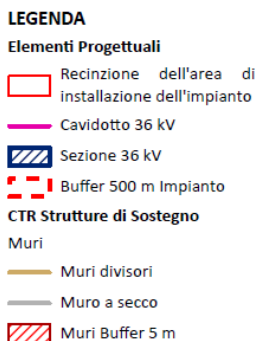 LEGENDA
Elementi Progettuali
Recinzione dell'area di
installazione dell'impianto
Cavidotto 36 kV
Sezione 36 kV
Buffer 500 m Impianto
CTR Strutture di Sostegno
Muri
Muri divisori
Muro a secco
Muri Buffer 5 m